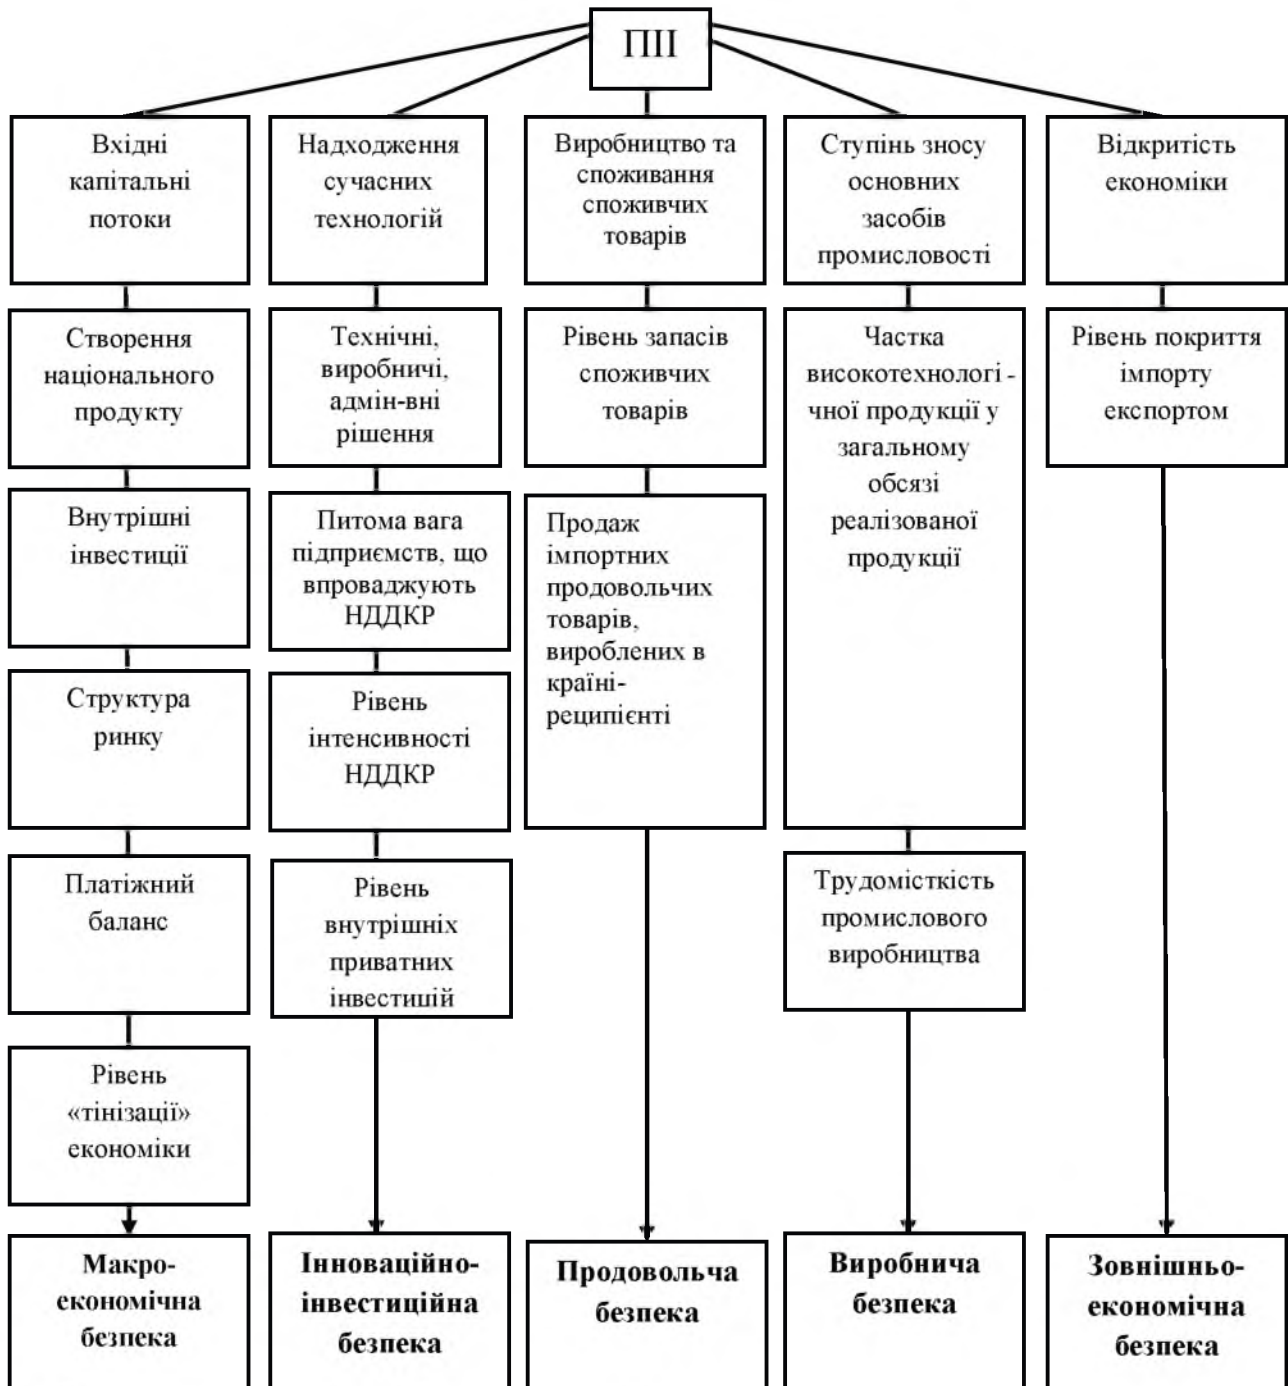 ПІІ
Вхідні
капітальні
потоки
Створення
національного
продукту
Внутрішні
інвестиції
Структура
ринку
Платіжний
баланс
Рівень
«тінізації»
економіки
Макро-
економічна
безпека
Надходження
сучасних
технологій
Технічні,
виробничі,
адмін-вні
рішення
Питома вага
підприємств, що
впроваджують
НДДКР
Рівень
інтенсивності
НДДКР
Рівень
внутрішніх
приватних
інвестицій
Інноваційно-
інвестиційна
безпека
Виробництво та
споживання
споживчих
товарів
Рівень запасів
споживчих
товарів
Продаж
імпортних
продовольчих
товарів,
вироблених в
країні-
реципієнті
Продовольча
безпека
Ступінь зносу
основних
засобів
промисловості
Частка
високотехнологі-
чної продукції у
загальному
обсязі
реалізованої
продукції
Трудомісткість
промислового
виробництва
Виробнича
безпека
Відкритість
економіки
Рівень покриття
імпорту
експортом
Зовнішньо-
економічна
безпека